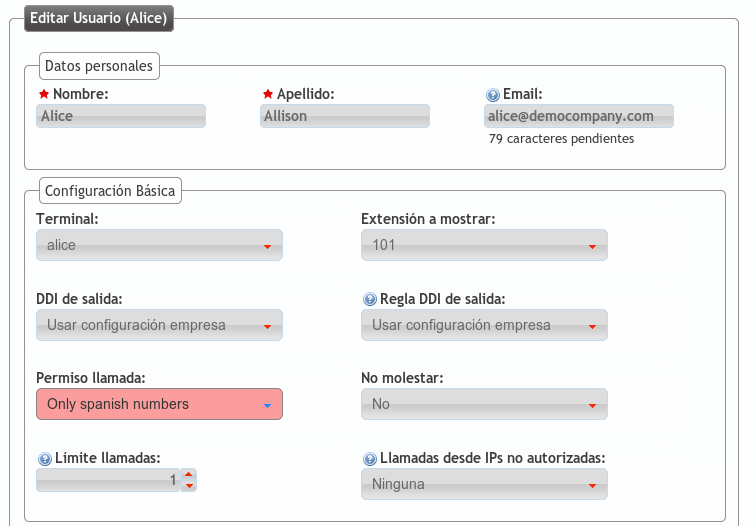 Editar Usuario (Alice)
Datos personales
Nombre: Apellido: Email:
Alice Allison alice@democompany.com
79 caracteres pendientes
Configuración Básica
Terminal: Extensión a mostrar:
alice 101
DDI de salida: Regla DDI de salida:
Usar configuración empresa Usar configuración empresa
Permiso llamada: No molestar:
Only spanish numbers No
Límite llamadas: Llamadas desde IPs no autorizadas:
1 Ninguna